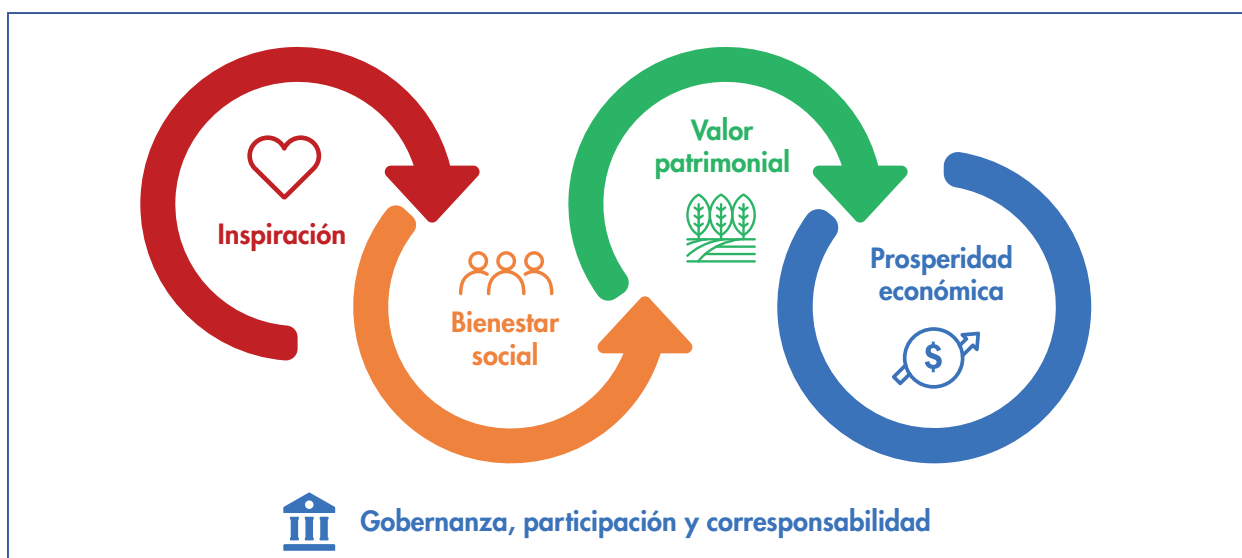 Inspiración
Bienestar
social
Valor
patrimonial
Prosperidad
económica
$
Gobernanza, participación y corresponsabilidad